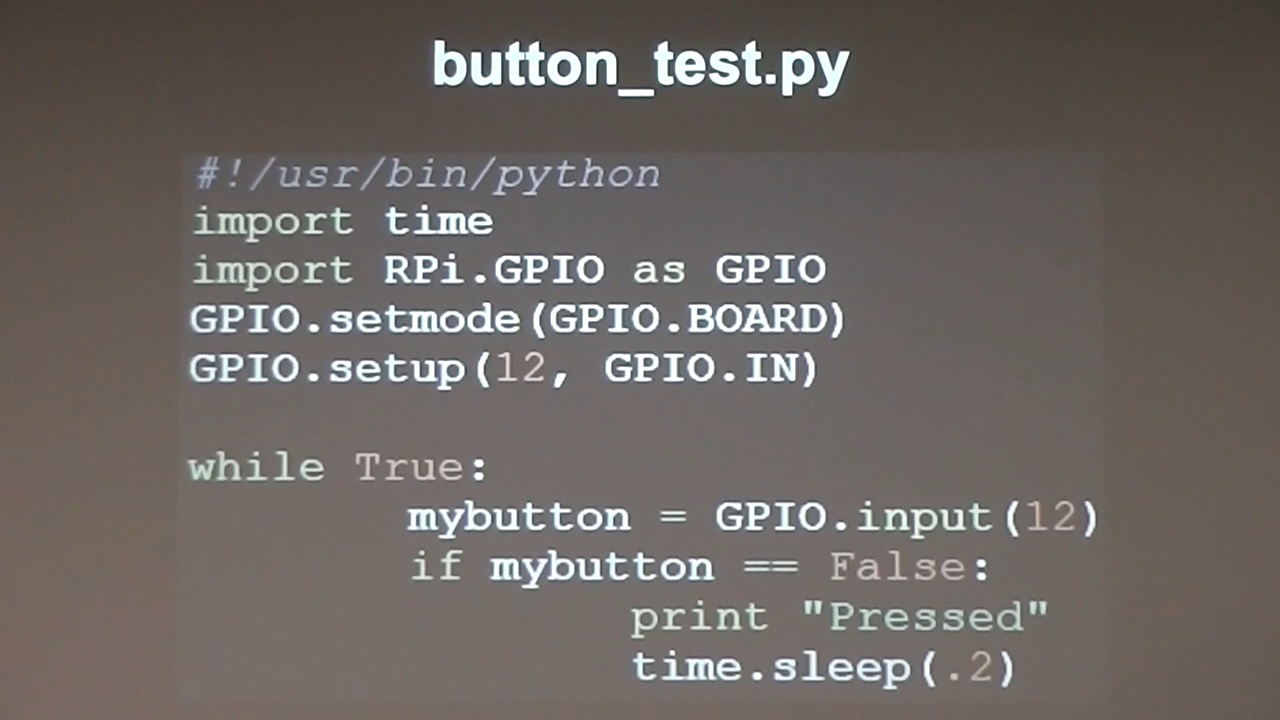 button_test.py
#!/usr/bin/python
import time
import RPi.GPIO as GPIO
GPIO.setmode(GPIO.BOARD)
GPIO.setup(12, GPIO.IN)
while True:
mybutton = GPIO.input(12)
if mybutton == False:
print "Pressed"
time.sleep(.2)